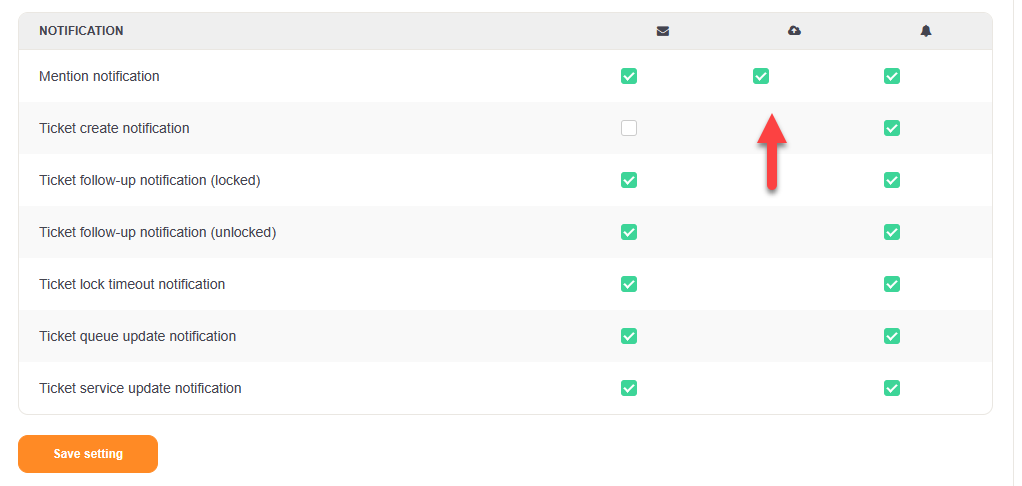 NOTIFICATION
Mention notification
Ticket create notification
Ticket follow-up notification (locked)
Ticket follow-up notification (unlocked)
Ticket lock timeout notification
Ticket queue update notification
Ticket service update notification
Save setting